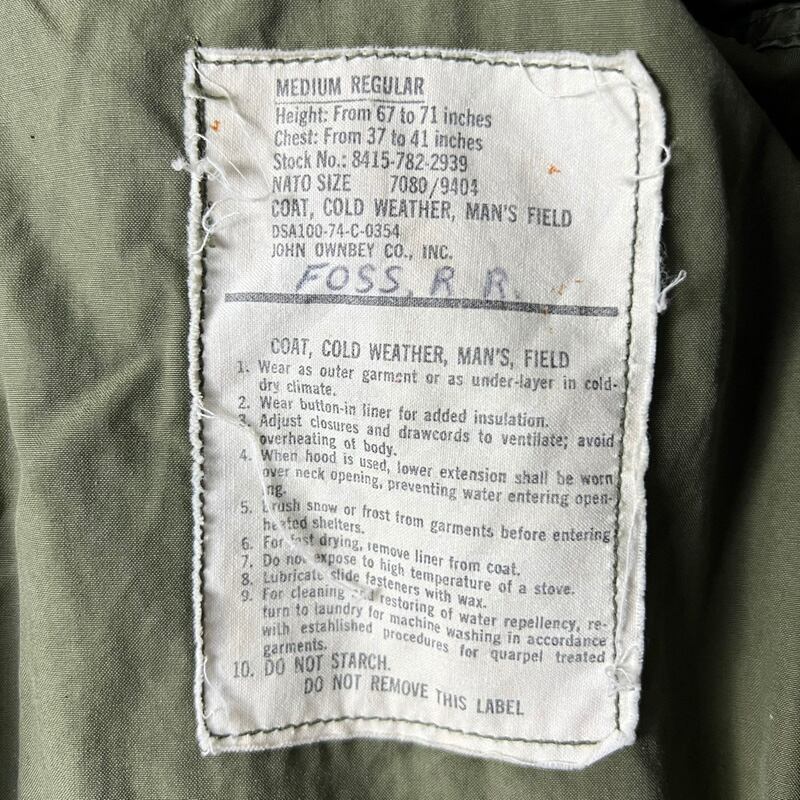 MEDIUM REGULAR
Height: From 67 to 71 inches
Chest: From 37 to 41 inches
Stock No.: 8415-782-2939
NATO SIZE 7080/9404
COAT, COLD WEATHER, MAN'S FIELD
DSA100-74-C-0354
JOHN OWNBEY CO., INC.
FOSS, R R.
COAT, COLD WEATHER, MAN'S, FIELD
1. Wear as outer garment or as under-layer in cold-
dry climate.
2. Wear button-in liner for added insulation.
3. Adjust closures and drawcords to ventilate; avoid
overheating of body.
4. When hood is used, lower extension shall be worn
over neck opening, preventing water entering open-
ng.
5. Brush snow or frost from garments before entering
heated shelters.
6. For fast drying, remove liner from coat.
7. Do not expose to high temperature of a stove.
8. Lubricate slide fasteners with wax.
9. For cleaning and restoring of water repellency, re-
turn to laundry for machine washing in accordance
with established procedures for quarpel treated
garments.
10. DO NOT STARCH.
DO NOT REMOVE THIS LABEL